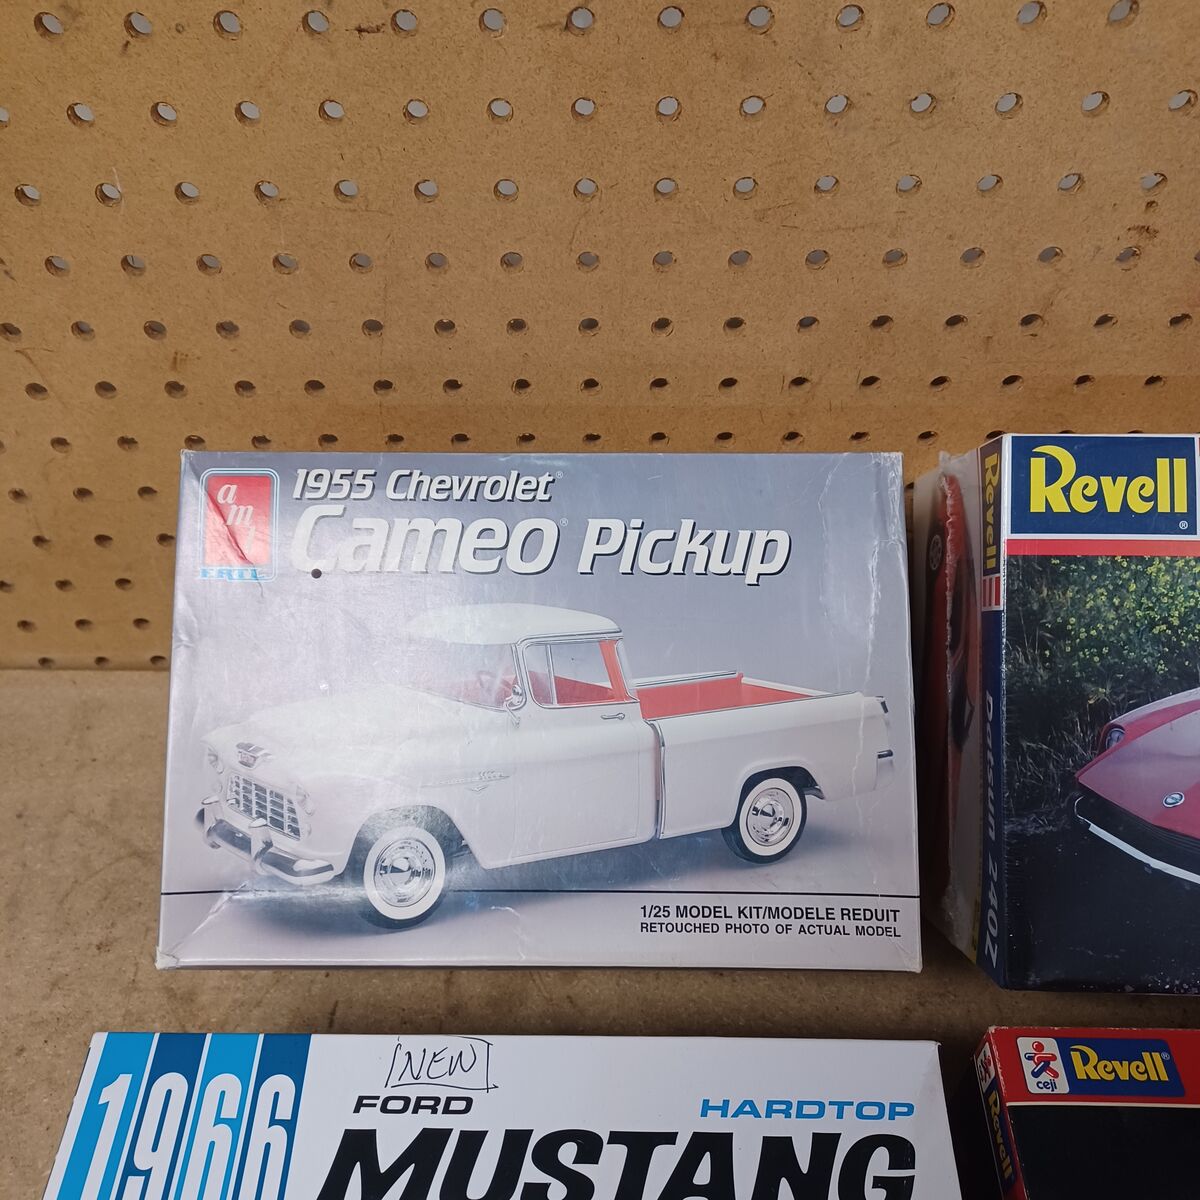 1955 Chevrolet®
Cameo® Pickup
amt
ERTL
1/25 MODEL KIT/MODELE REDUIT
RETOUCHED PHOTO OF ACTUAL MODEL
Revell
Revell®
Datsun 240Z
1966
NEW
FORD
HARDTOP
MUSTANG
ceji
Revell®
Revell